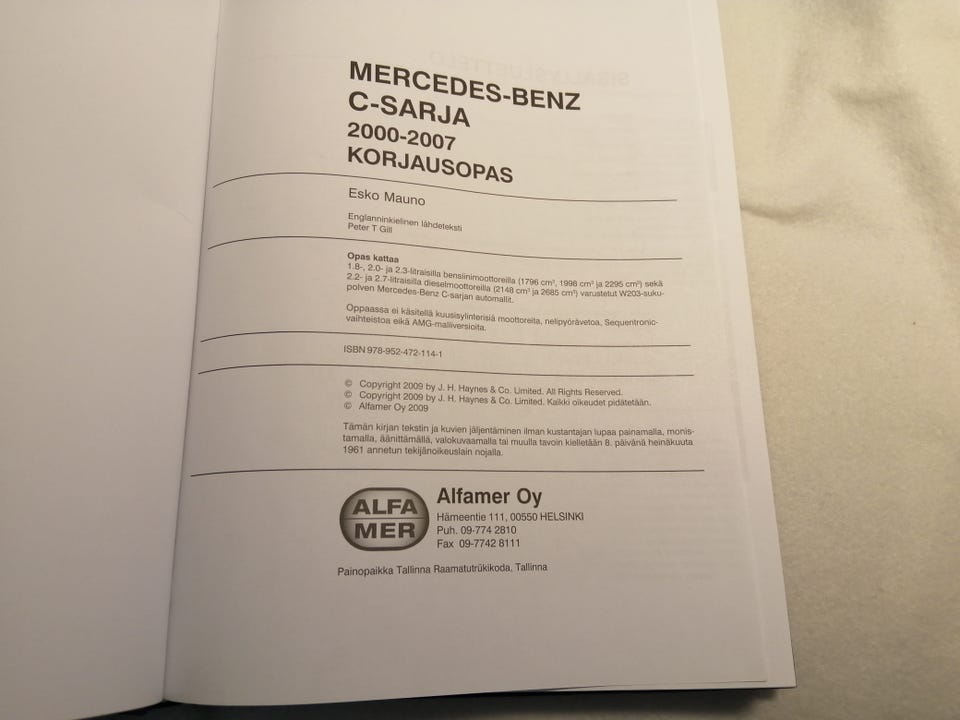 MERCEDES-BENZ
C-SARJA
2000-2007
KORJAUSOPAS
Esko Mauno
Englanninkielinen lähdeteksti
Peter T Gill
Opas kattaa
1.8-, 2.0- ja 2.3-litraisilla bensiinimoottoreilla (1796 cm³, 1998 cm³ ja 2295 cm³) sekä
2.2- ja 2.7-litraisilla dieselmoottoreilla (2148 cm³ ja 2685 cm³) varustetut W203-suku-
polven Mercedes-Benz C-sarjan automallit.
Oppaassa ei käsitellä kuusisylinterisiä moottoreita, nelipyörävetoa, Sequentronic-
vaihteistoa eikä AMG-malliversioita.
ISBN 978-952-472-114-1
© Copyright 2009 by J. H. Haynes & Co. Limited. All Rights Reserved.
© Copyright 2009 by J. H. Haynes & Co. Limited. Kaikki oikeudet pidätetään.
© Alfamer Oy 2009
Tämän kirjan tekstin ja kuvien jäljentäminen ilman kustantajan lupaa painamalla, monis-
tamalla, äänittämällä, valokuvaamalla tai muulla tavoin kielletään 8. päivänä heinäkuuta
1961 annetun tekijänoikeuslain nojalla.
ALFA
MER
Alfamer Oy
Hämeentie 111, 00550 HELSINKI
Puh. 09-774 2810
Fax 09-7742 8111
Painopaikka Tallinna Raamatutrükikoda, Tallinna